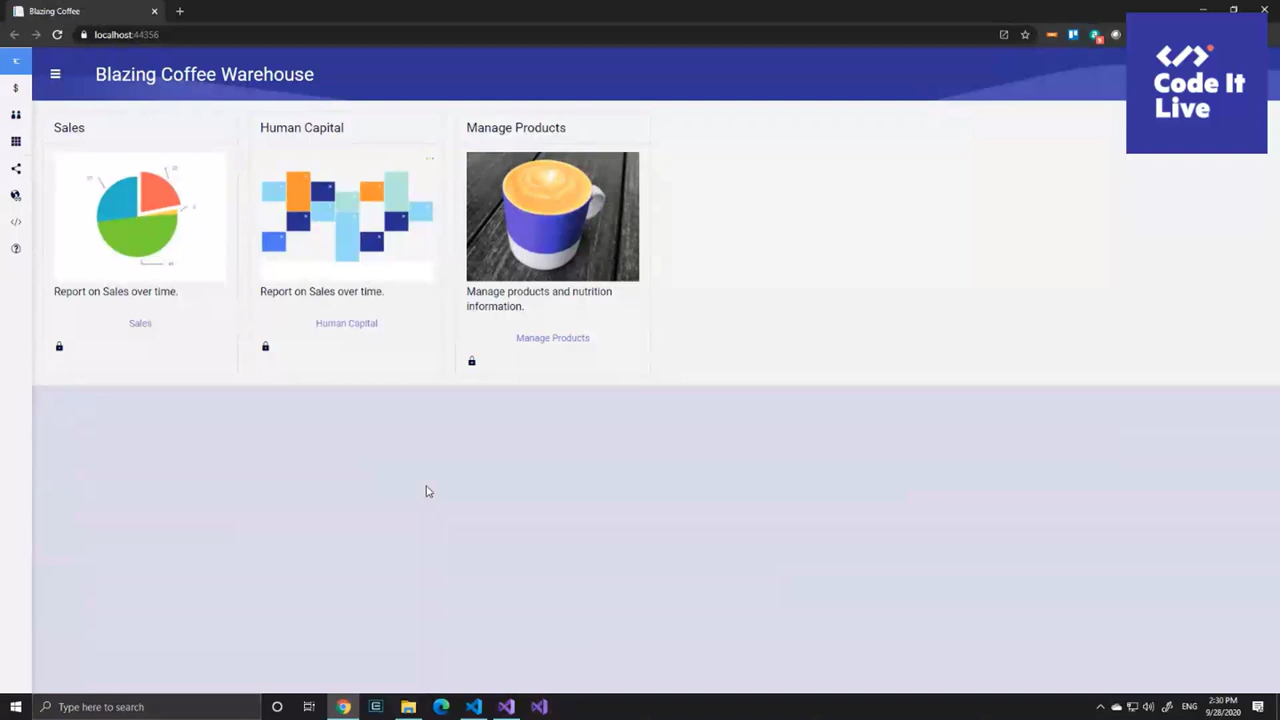 Blazing Coffee
localhost:44356
Blazing Coffee Warehouse
Code It
Live
Sales
Human Capital
Manage Products
Report on Sales over time.
Report on Sales over time.
Manage products and nutrition
information.
Sales
Human Capital
Manage Products
Type here to search
ENG
2:30 PM
9/28/2020